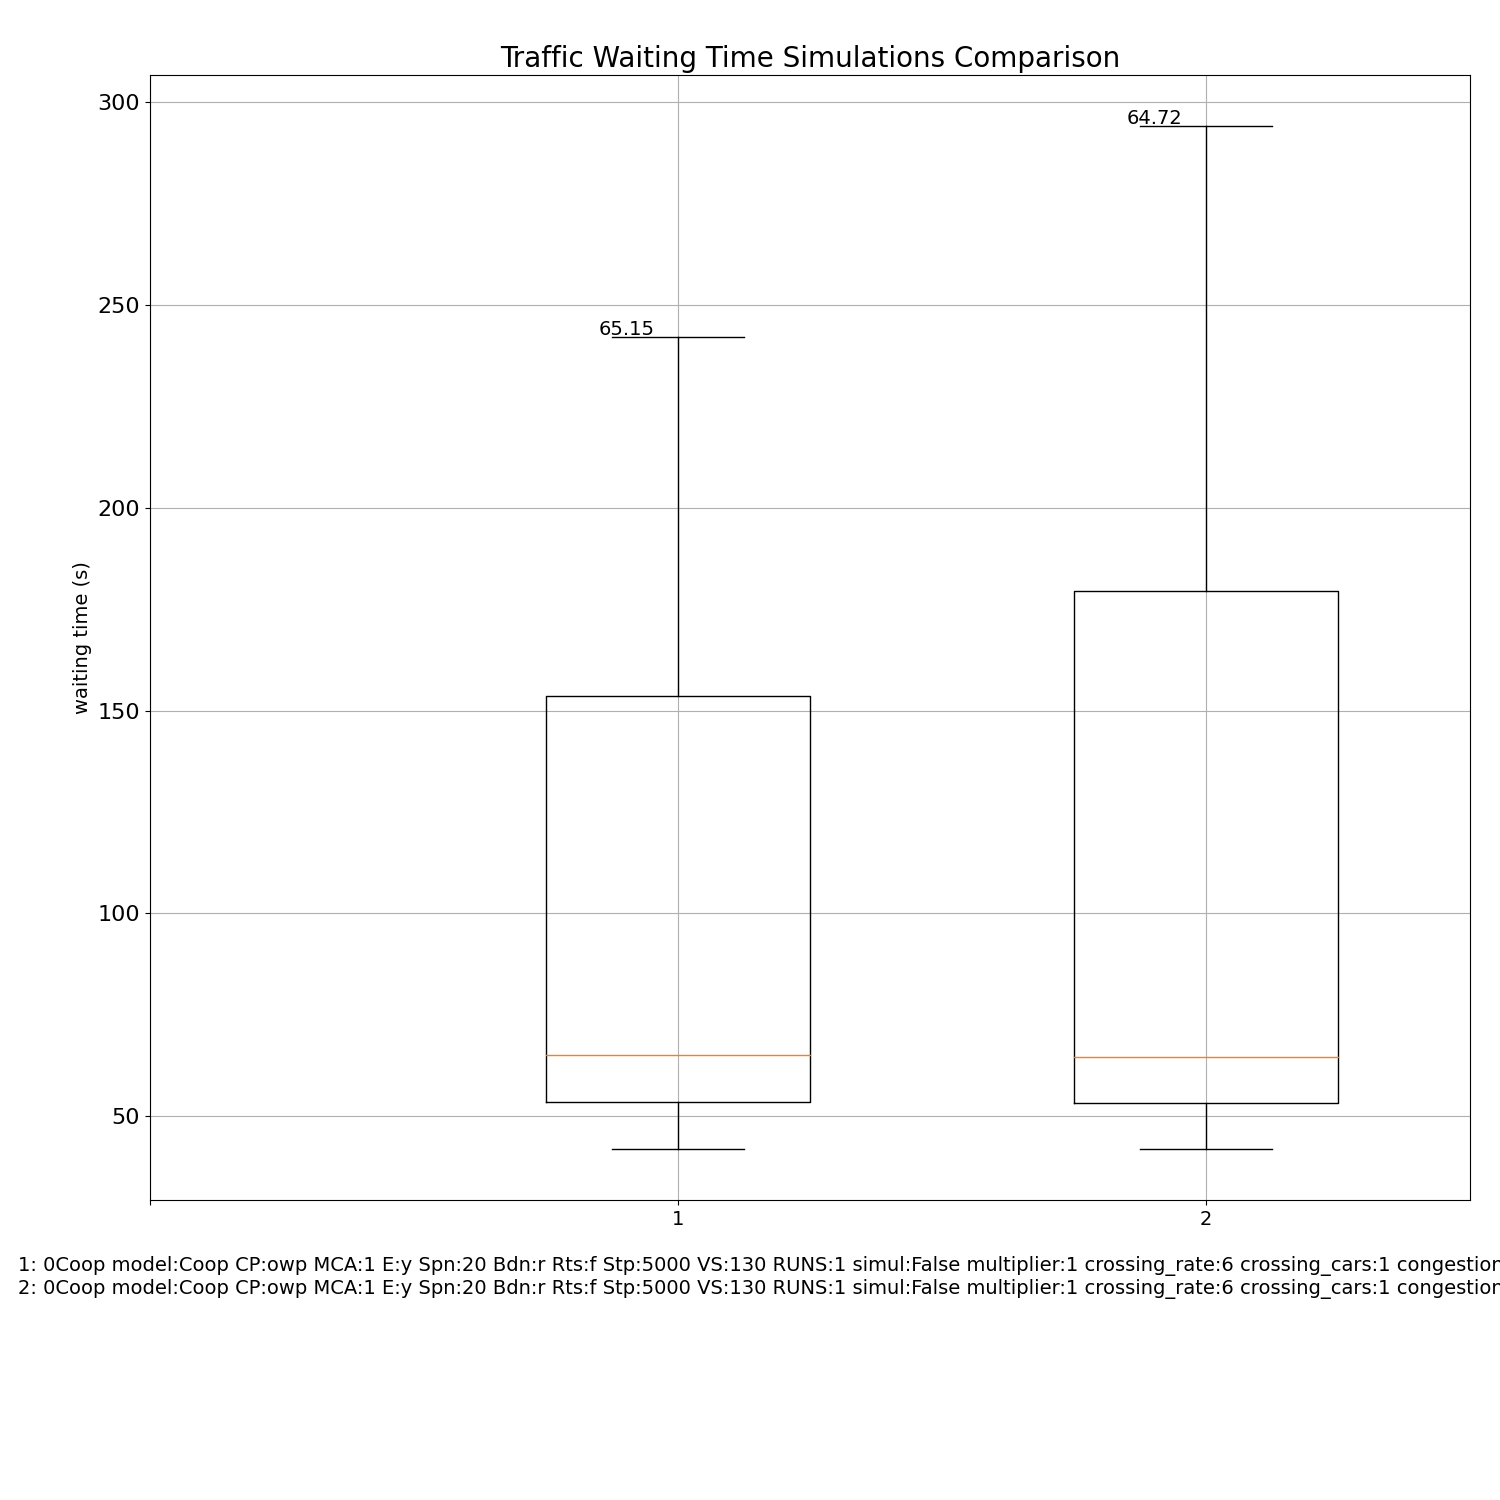 Traffic Waiting Time Simulations Comparison
300
64.72
250
65.15
200
waiting time (s)
150
100
50
1
2
1: 0Coop model:Coop CP:owp MCA:1 E:y Spn:20 Bdn:r Rts:f Stp:5000 VS:130 RUNS:1 simul:False multiplier:1 crossing_rate:6 crossing_cars:1 congestion
2: 0Coop model:Coop CP:owp MCA:1 E:y Spn:20 Bdn:r Rts:f Stp:5000 VS:130 RUNS:1 simul:False multiplier:1 crossing_rate:6 crossing_cars:1 congestion